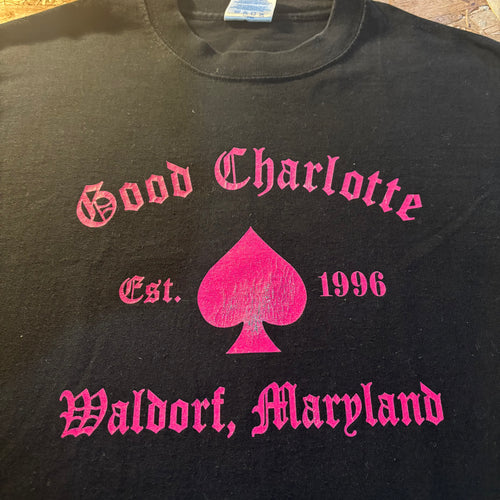 Good Charlotte
Est. 1996
Waldorf, Maryland